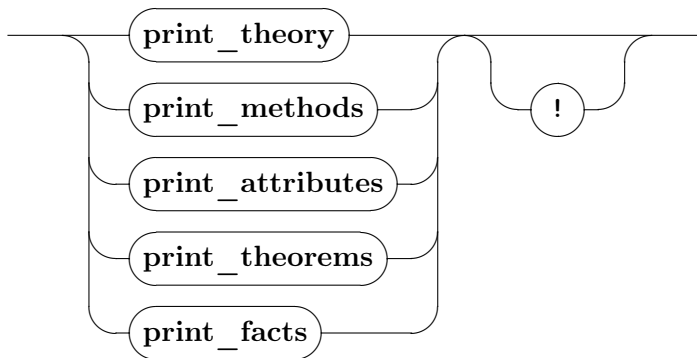 print_theory
!
print_methods
print_attributes
print_theorems
print_facts